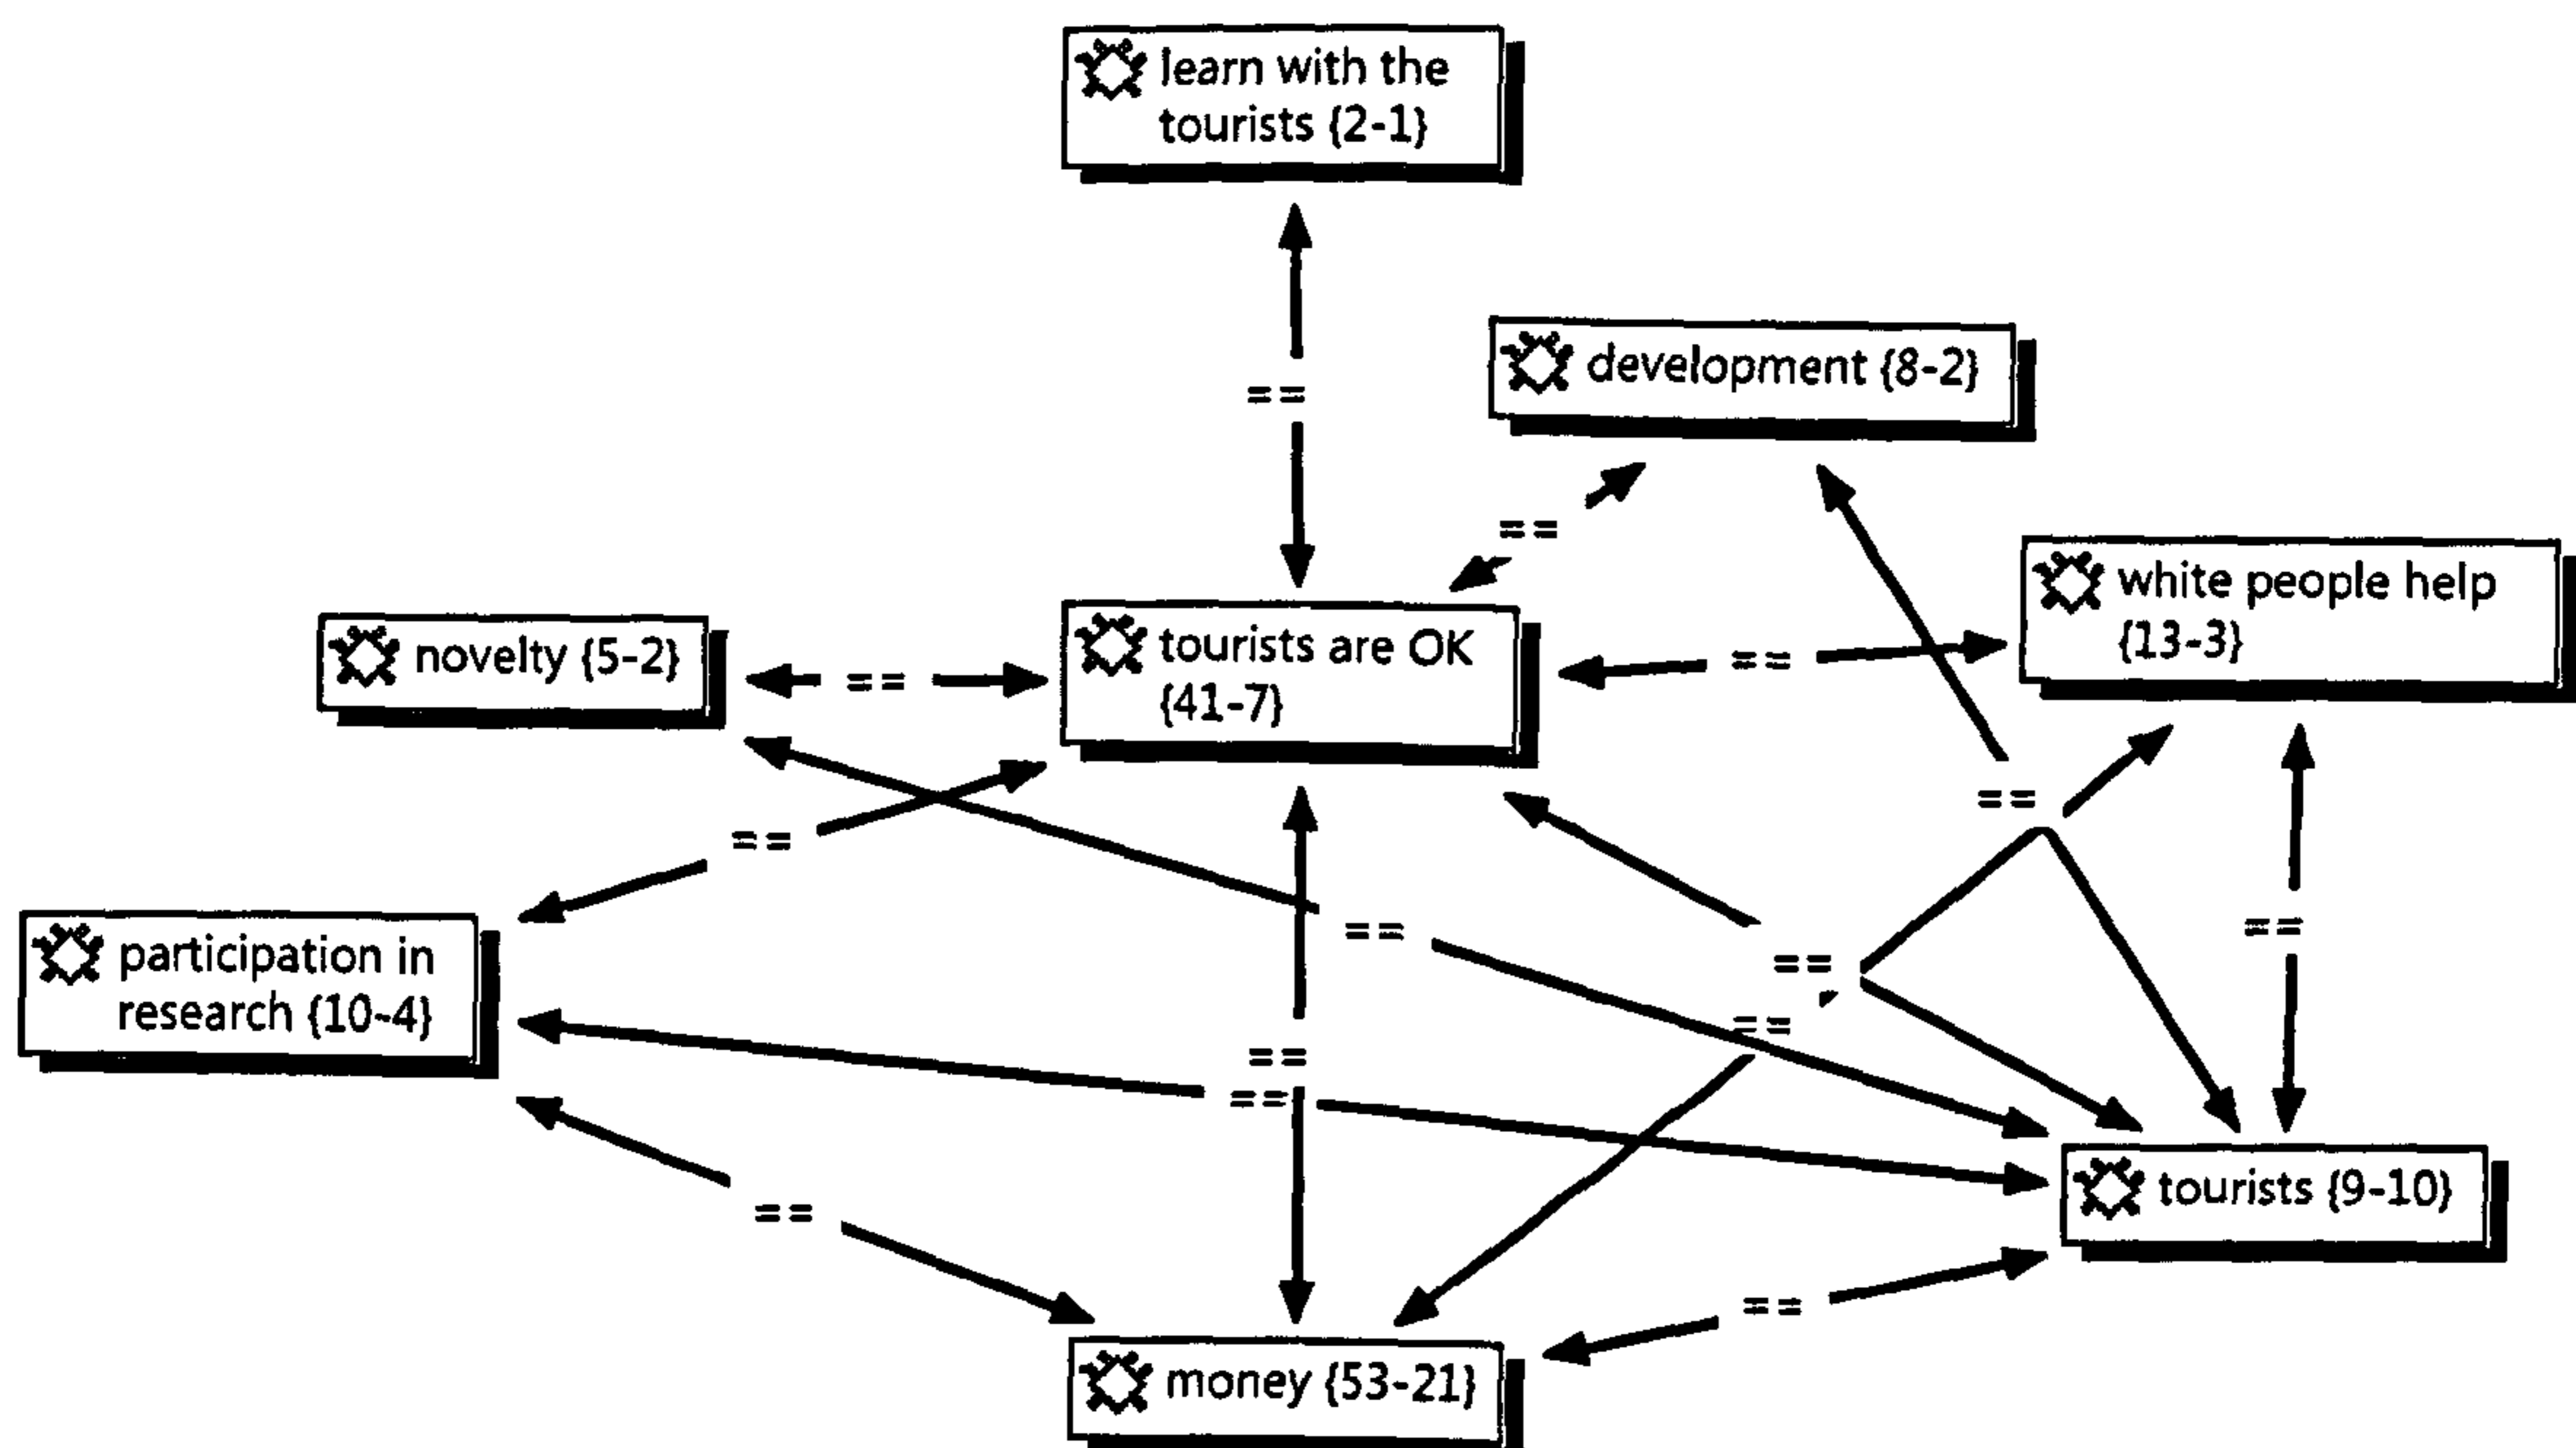 learn with the
tourists {2-1}
==
development {8-2}
==
white people help
{13-3}
novelty {5-2}
==
tourists are OK
{41-7}
==
==
==
participation in
research {10-4}
==
==
==
==
==
==
==
tourists {9-10}
==
money {53-21}